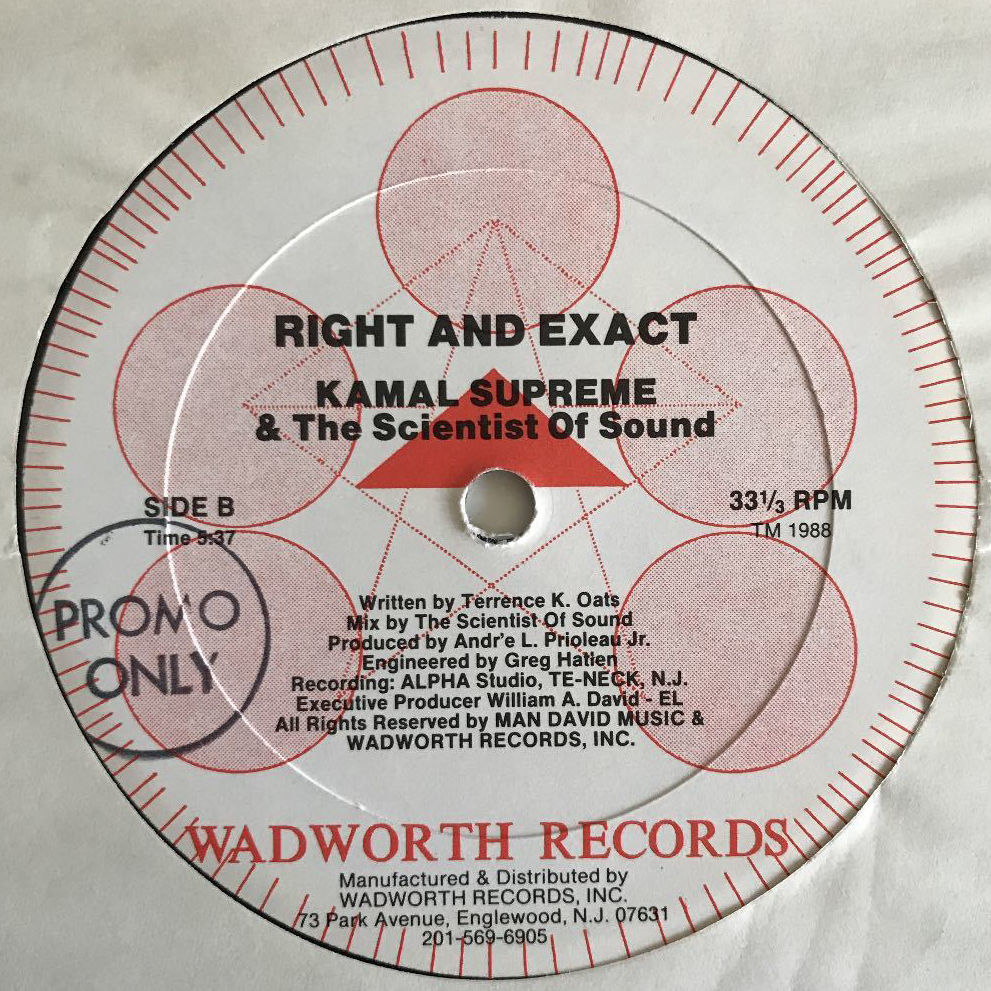 RIGHT AND EXACT
KAMAL SUPREME
& The Scientist Of Sound
SIDE B
Time 5:37
33⅓ RPM
TM 1988
PROMO
ONLY
Written by Terrence K. Oats
Mix by The Scientist Of Sound
Produced by Andr'e L. Prioleau Jr.
Engineered by Greg Hatien
Recording: ALPHA Studio, TE-NECK, N.J.
Executive Producer William A. David - EL
All Rights Reserved by MAN DAVID MUSIC &
WADWORTH RECORDS, INC.
WADWORTH RECORDS
Manufactured & Distributed by
WADWORTH RECORDS, INC.
73 Park Avenue, Englewood, N.J. 07631
201-569-6905